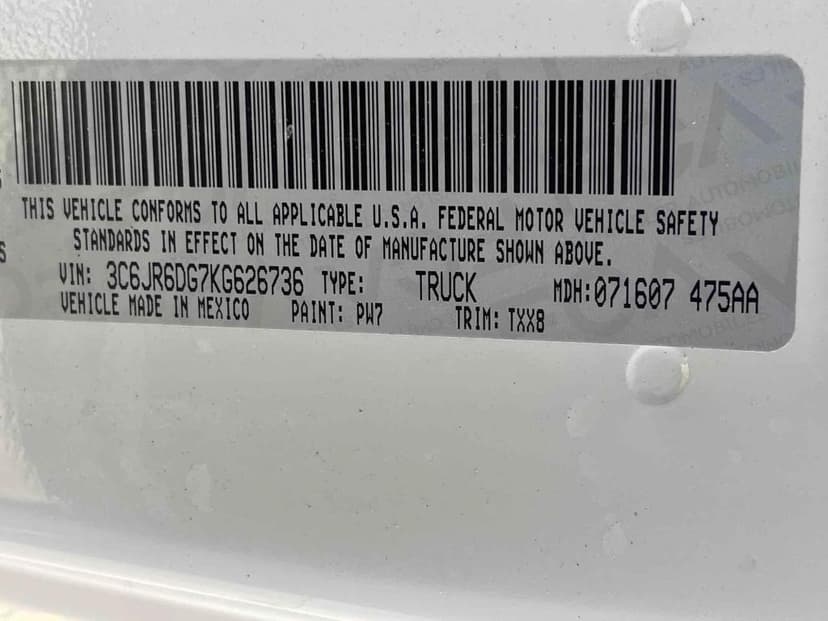 THIS VEHICLE CONFORMS TO ALL APPLICABLE U.S.A. FEDERAL MOTOR VEHICLE SAFETY
STANDARDS IN EFFECT ON THE DATE OF MANUFACTURE SHOWN ABOVE.
VIN: 3C6JR6DG7KG626736 TYPE: TRUCK MDH:071607 475AA
VEHICLE MADE IN MEXICO PAINT: PW7 TRIM: TXX8